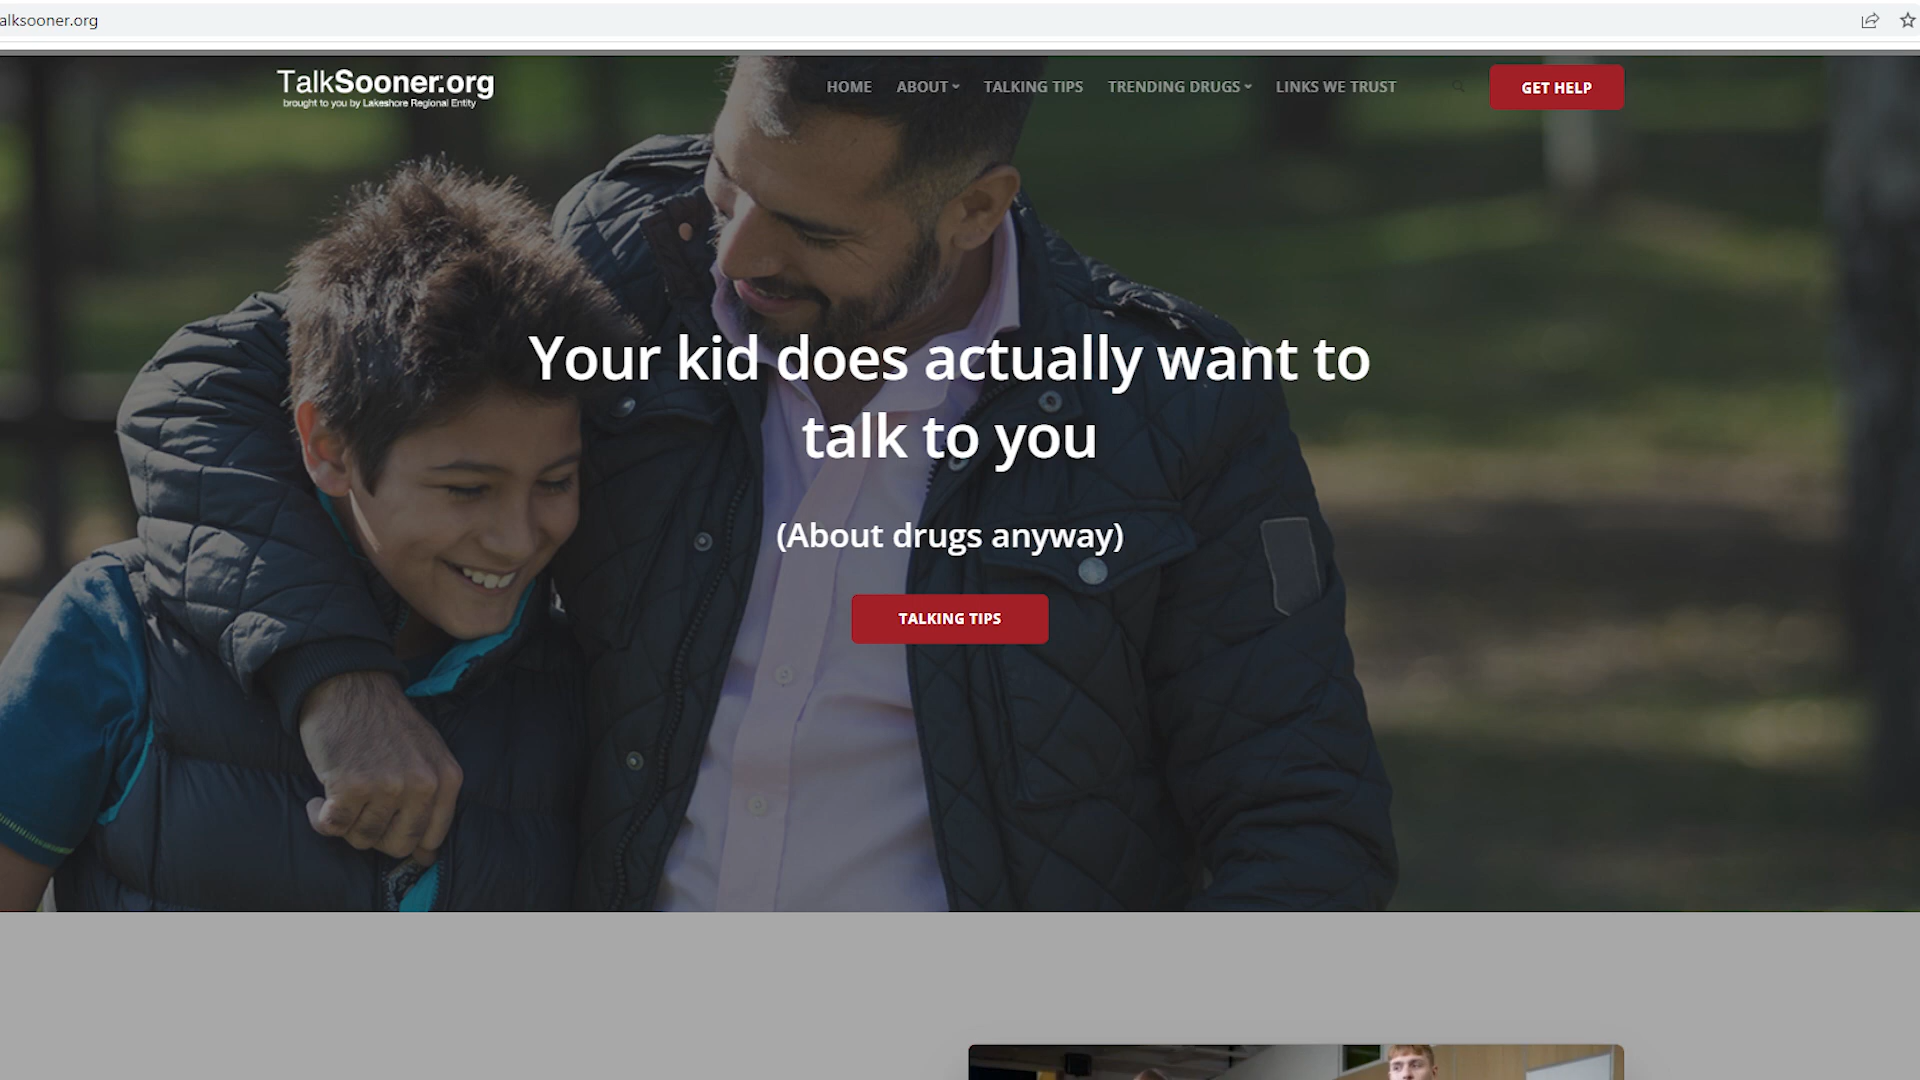 alksooner.org
TalkSooner.org
brought to you by Lakeshore Regional Entity
HOME ABOUT TALKING TIPS TRENDING DRUGS LINKS WE TRUST GET HELP
Your kid does actually want to
talk to you
(About drugs anyway)
TALKING TIPS